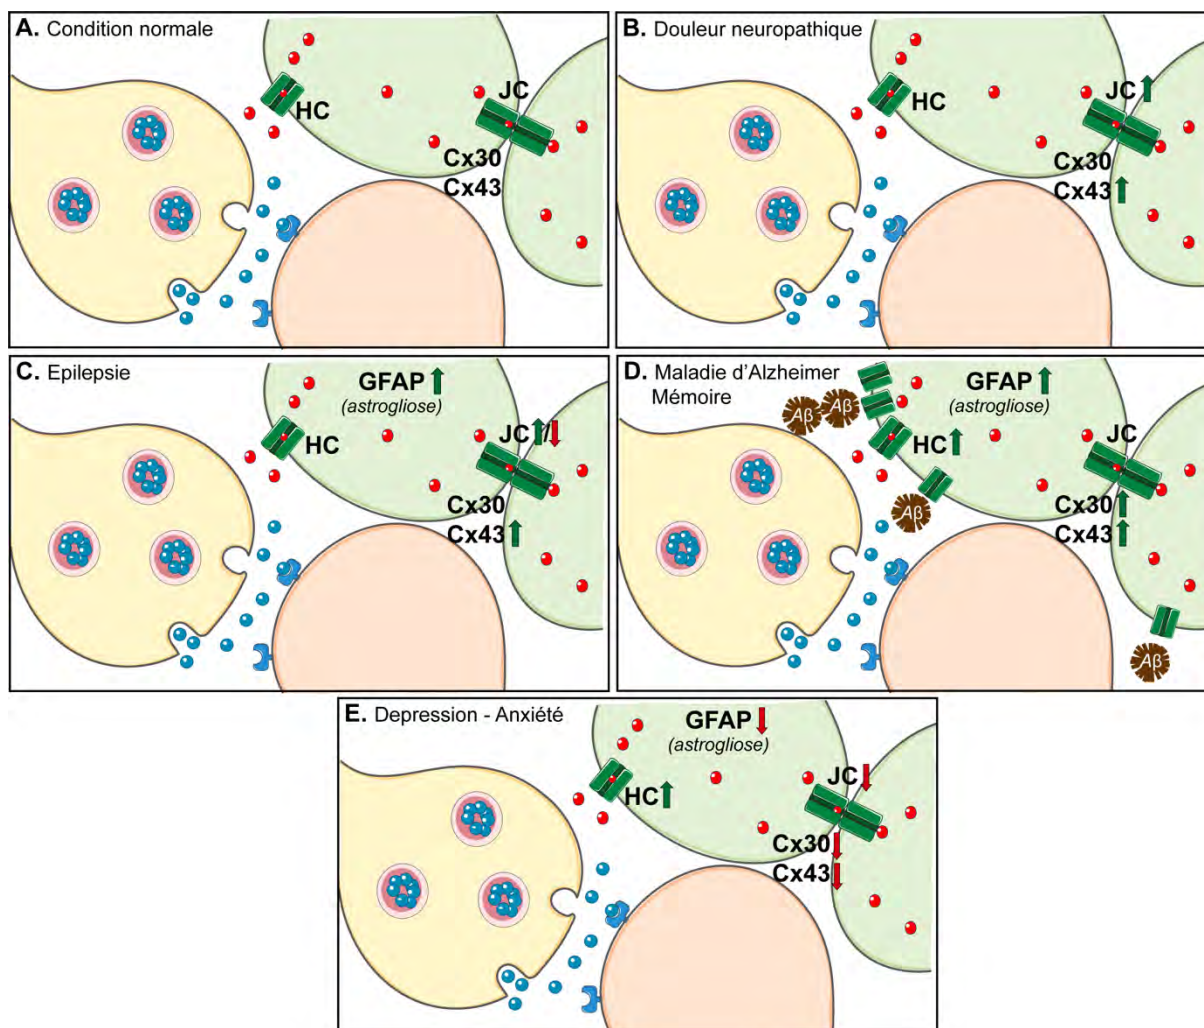 A. Condition normale
HC
JC
Cx30
Cx43
B. Douleur neuropathique
HC
JC
Cx30
Cx43
C. Epilepsie
GFAP
(astrogliose)
HC
JC /
Cx30
Cx43
D. Maladie d'Alzheimer
Mémoire
GFAP
(astrogliose)
Aβ
Aβ
HC
JC
Aβ
Cx30
Cx43
Aβ
E. Depression - Anxiété
GFAP
(astrogliose)
HC
JC
Cx30
Cx43